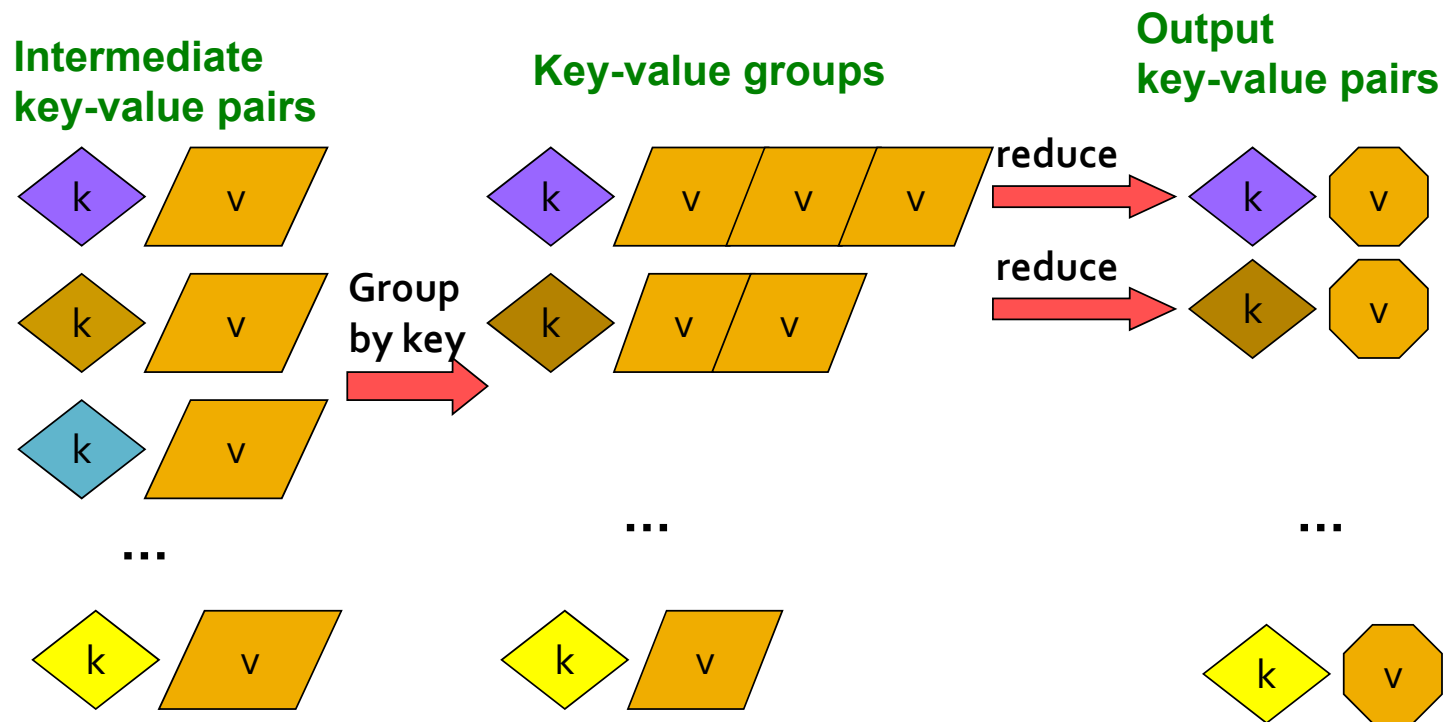 Intermediate
key-value pairs
Key-value groups
Output
key-value pairs
k v
k v v v
reduce
k v
k v
Group
by key
k v v
reduce
k v
k v
...
...
...
k v
k v
k v